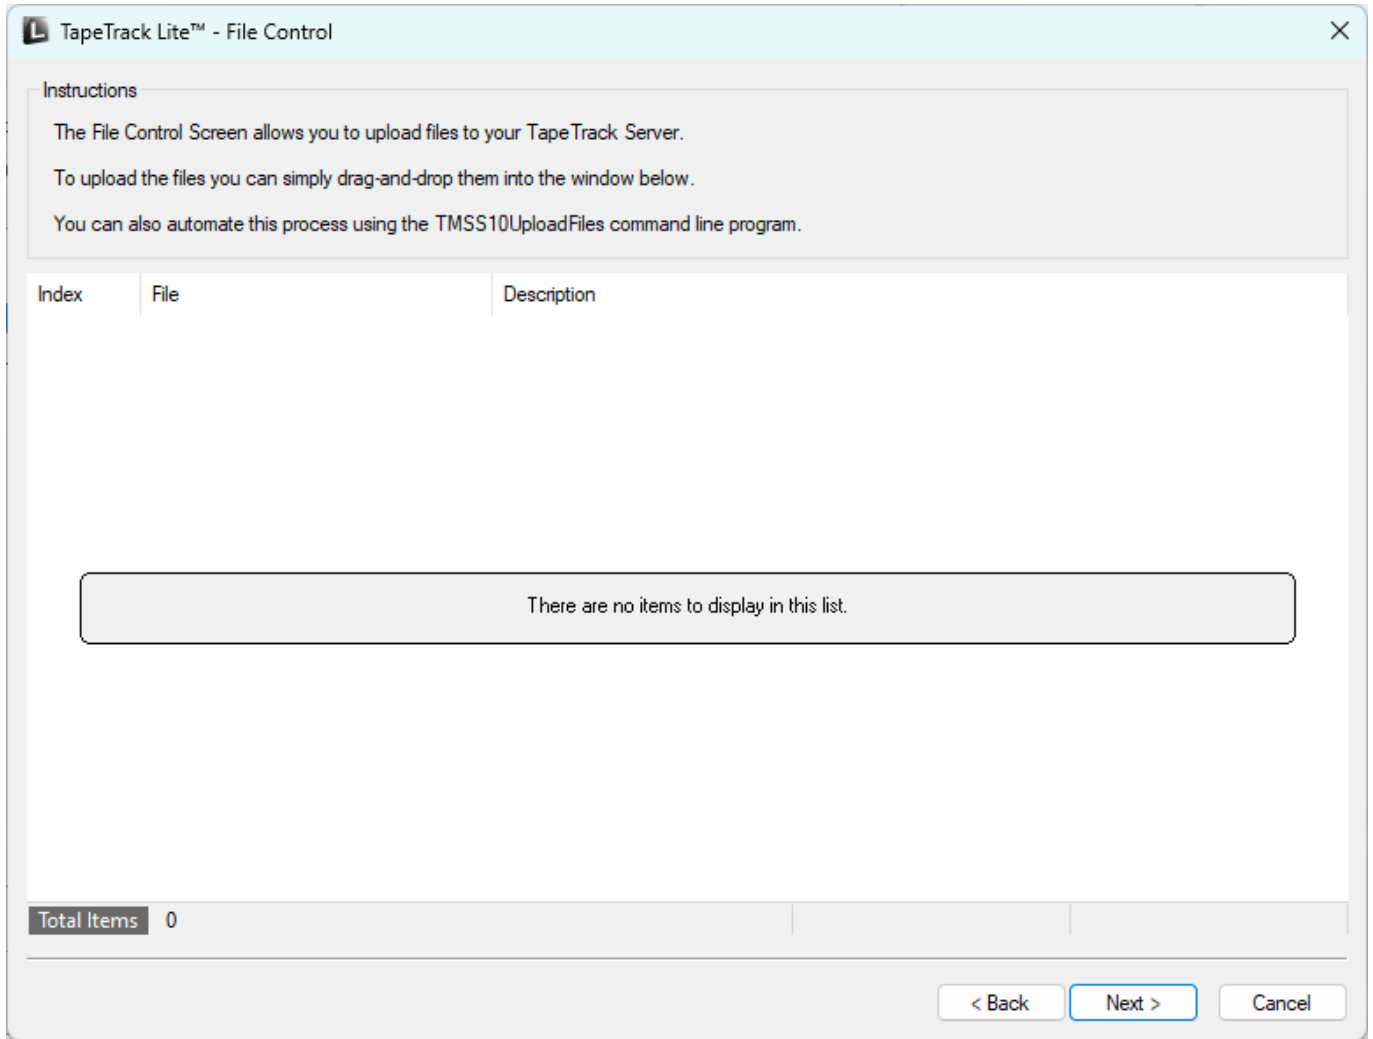 TapeTrack Lite™ - File Control
Instructions
The File Control Screen allows you to upload files to your TapeTrack Server.
To upload the files you can simply drag-and-drop them into the window below.
You can also automate this process using the TMSS10UploadFiles command line program.
Index File Description
There are no items to display in this list.
Total Items 0
< Back Next > Cancel